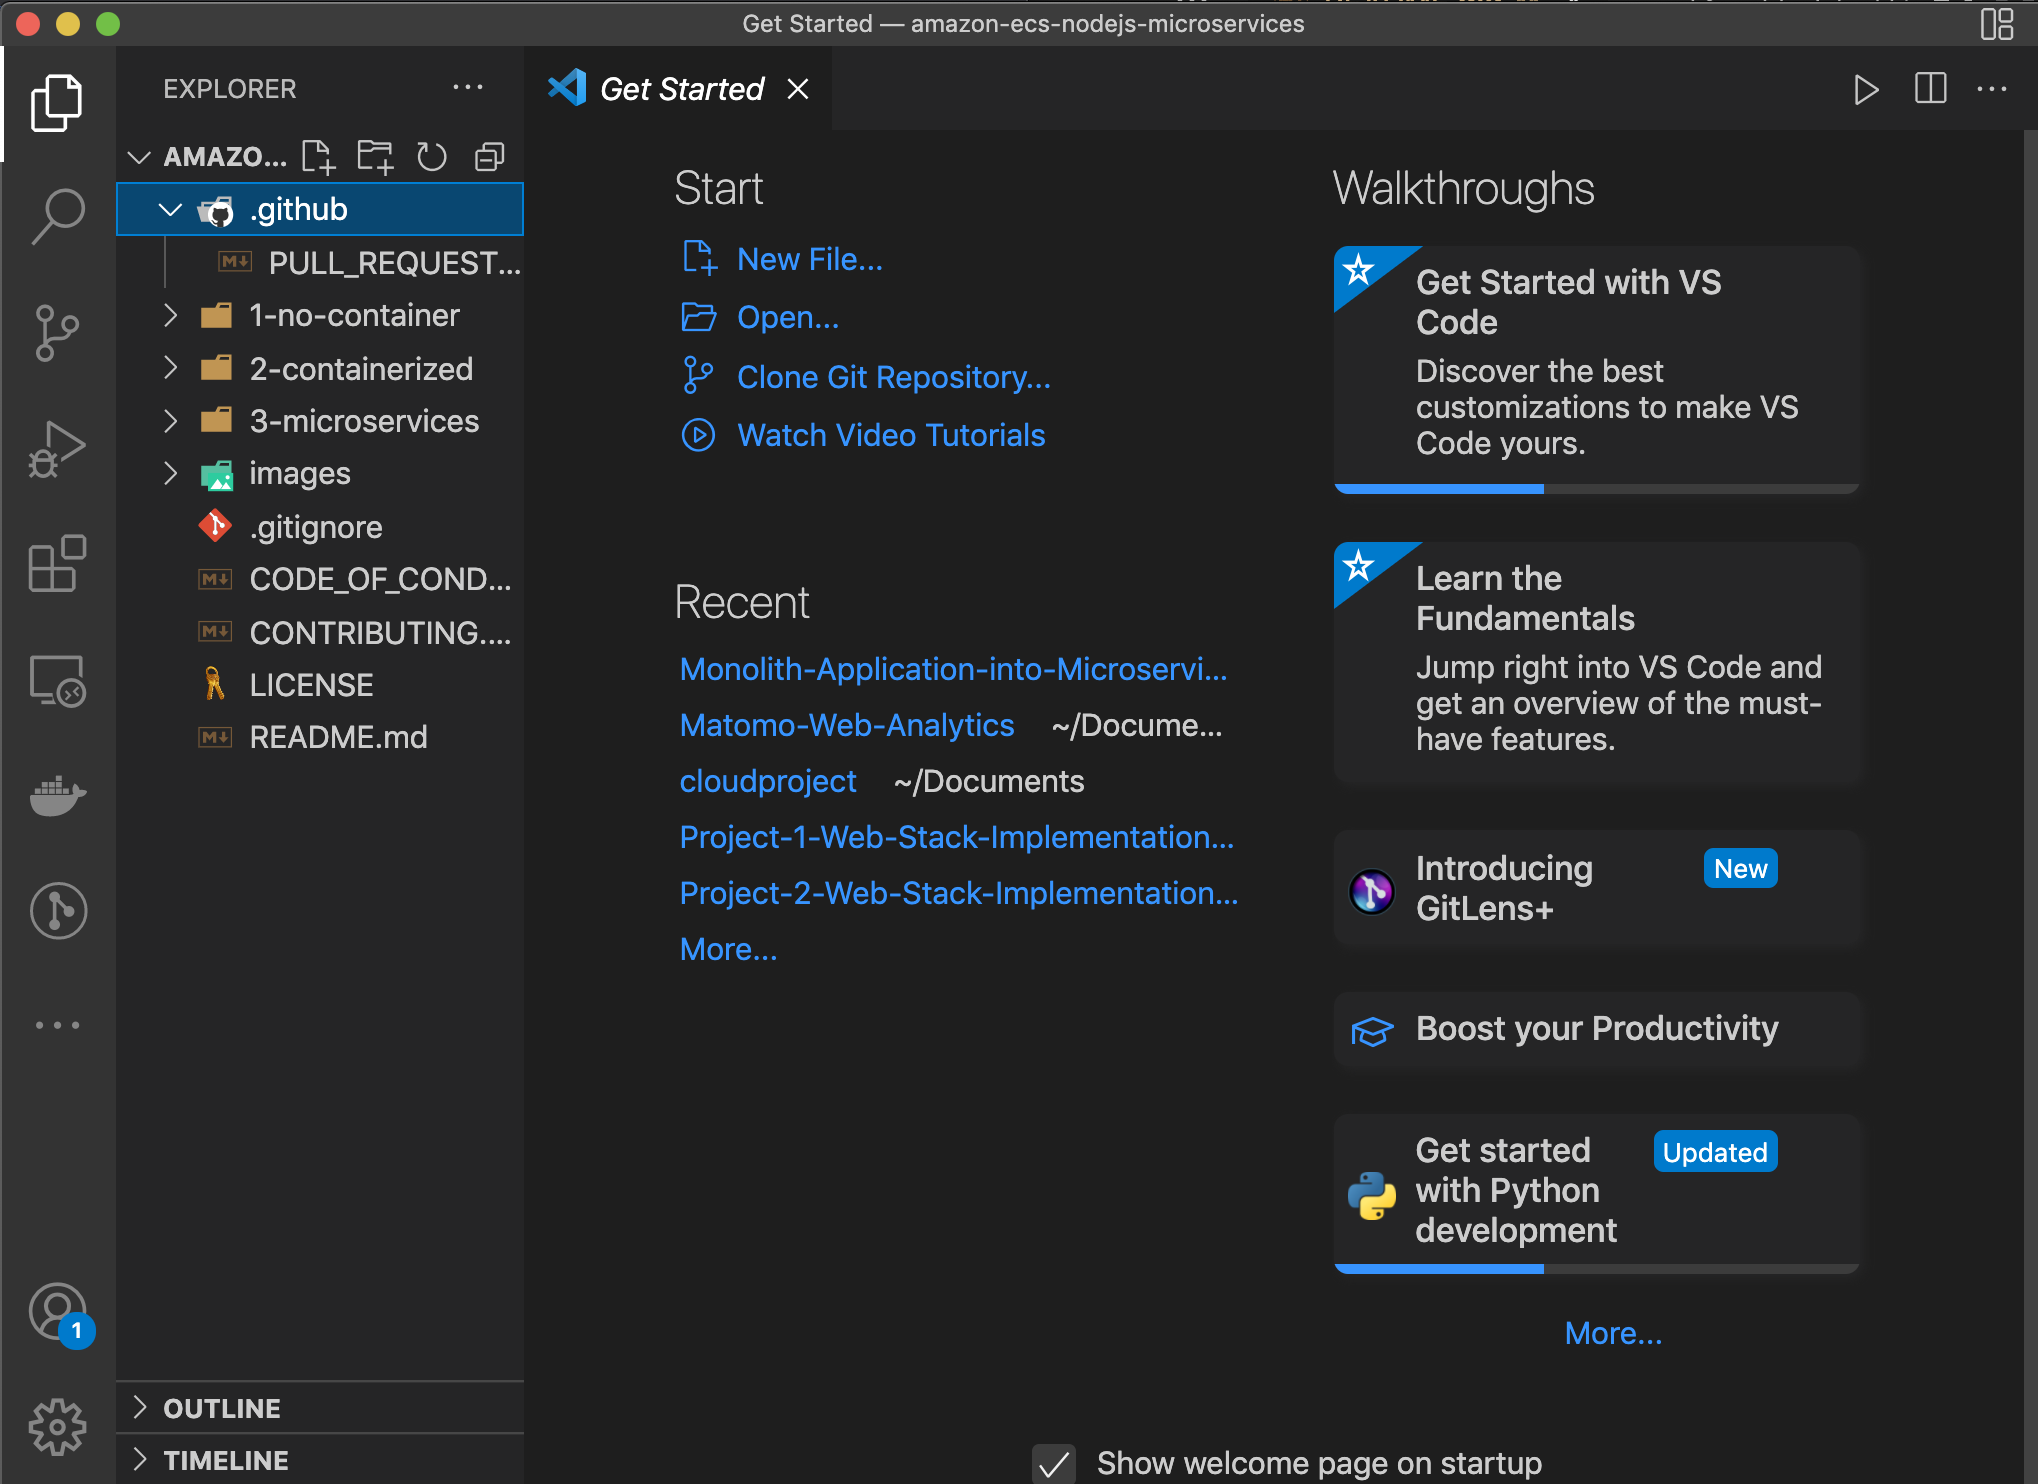 Get Started — amazon-ecs-nodejs-microservices
EXPLORER
Get Started
AMAZO...
.github
PULL_REQUEST...
1-no-container
2-containerized
3-microservices
images
.gitignore
CODE_OF_COND...
CONTRIBUTING....
LICENSE
README.md
1
OUTLINE
TIMELINE
Start
New File...
Open...
Clone Git Repository...
Watch Video Tutorials
Recent
Monolith-Application-into-Microservi...
Matomo-Web-Analytics ~/Docume...
cloudproject ~/Documents
Project-1-Web-Stack-Implementation...
Project-2-Web-Stack-Implementation...
More...
Walkthroughs
Get Started with VS
Code
Discover the best
customizations to make VS
Code yours.
Learn the
Fundamentals
Jump right into VS Code and
get an overview of the must-
have features.
Introducing New
GitLens+
Boost your Productivity
Get started Updated
with Python
development
More...
Show welcome page on startup